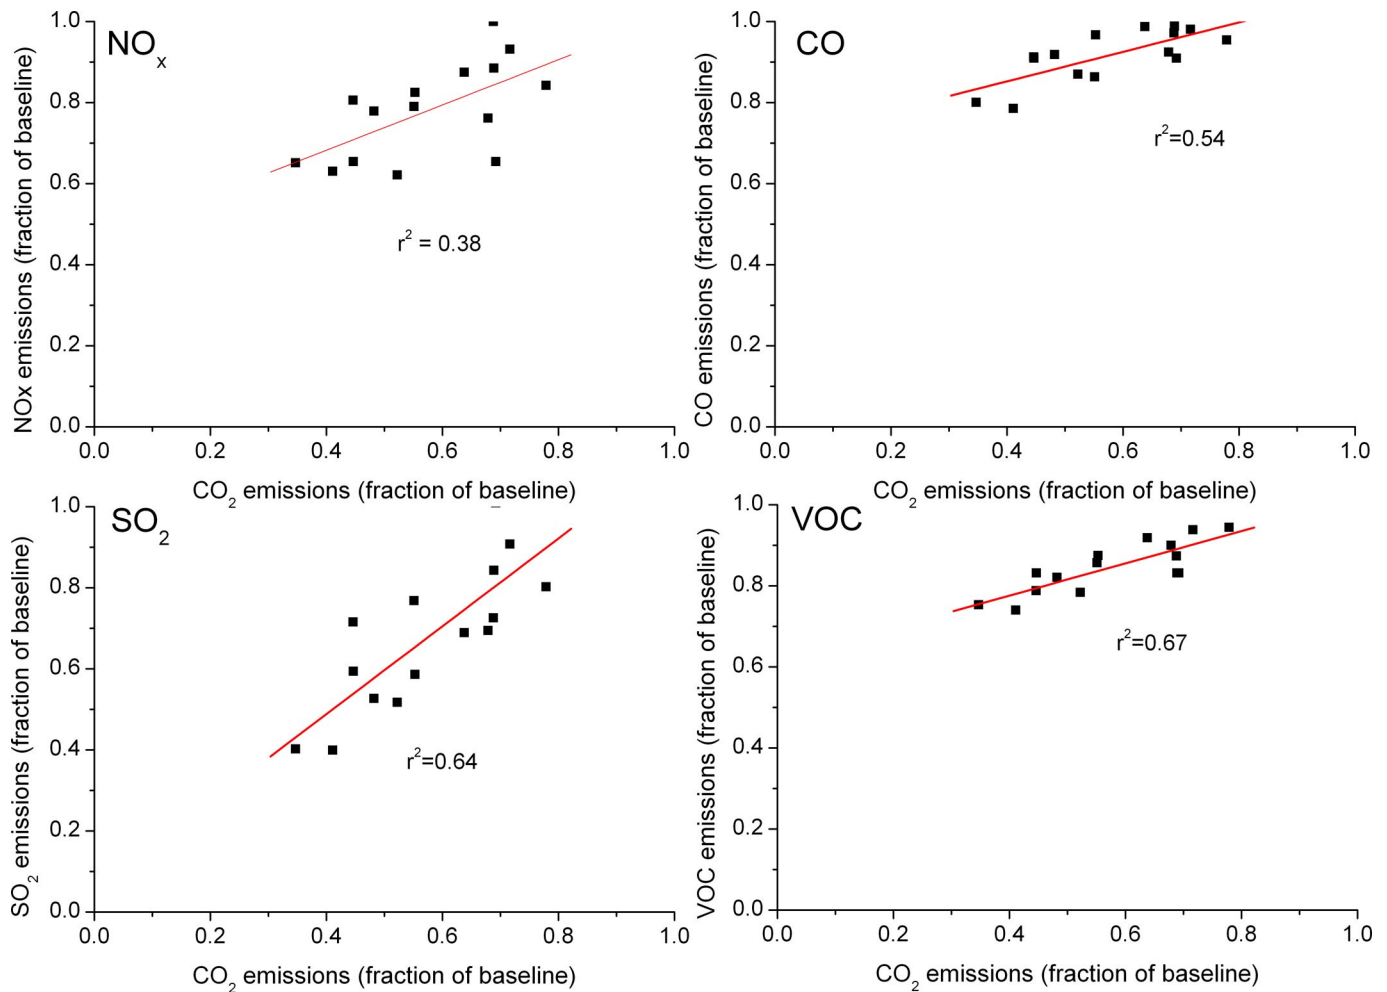 NOx
NOx emissions (fraction of baseline)
1.0
0.8
0.6
0.4
0.2
0.0
r2 = 0.38
0.0 0.2 0.4 0.6 0.8 1.0
CO2 emissions (fraction of baseline)
CO
CO emissions (fraction of baseline)
1.0
0.8
0.6
0.4
0.2
0.0
r2=0.54
0.0 0.2 0.4 0.6 0.8 1.0
CO2 emissions (fraction of baseline)
SO2
SO2 emissions (fraction of baseline)
1.0
0.8
0.6
0.4
0.2
0.0
r2=0.64
0.0 0.2 0.4 0.6 0.8 1.0
CO2 emissions (fraction of baseline)
VOC
VOC emissions (fraction of baseline)
1.0
0.8
0.6
0.4
0.2
0.0
r2=0.67
0.0 0.2 0.4 0.6 0.8 1.0
CO2 emissions (fraction of baseline)